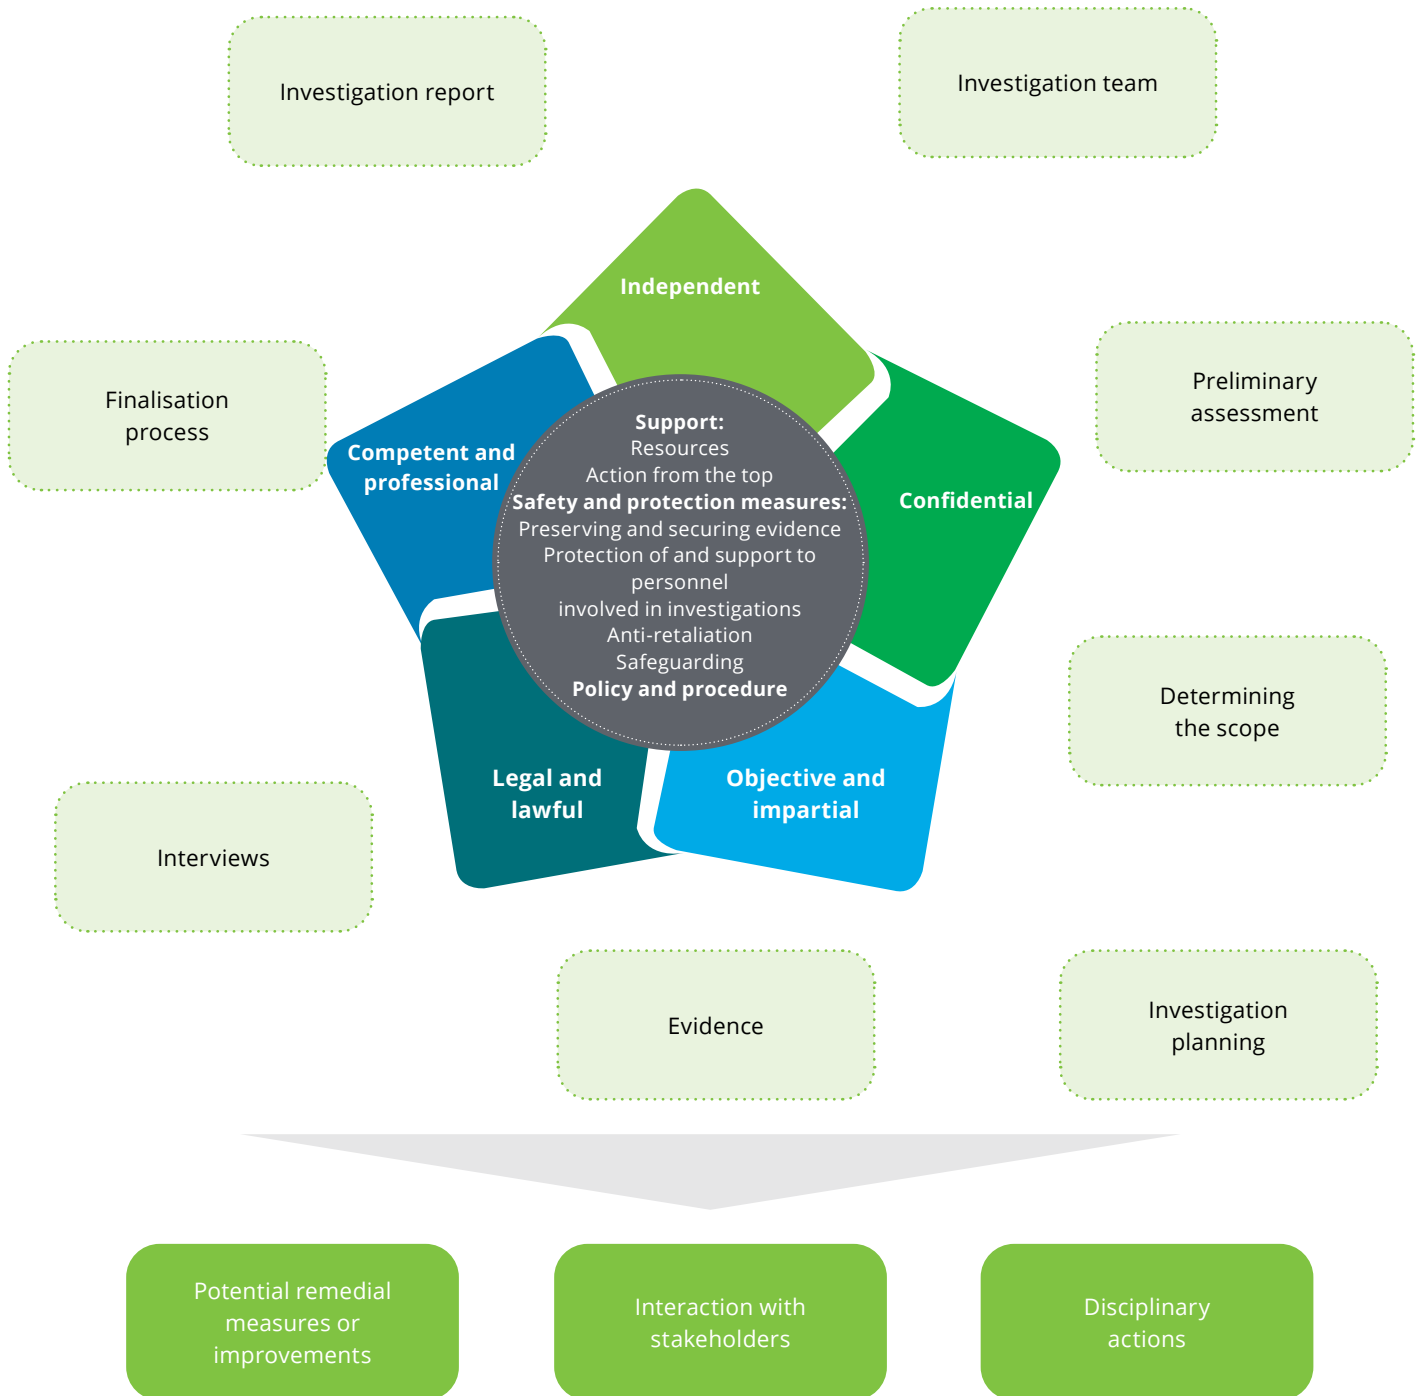 Investigation report
Investigation team
Independent
Finalisation
process
Preliminary
assessment
Competent and
professional
Confidential
Support:
Resources
Action from the top
Safety and protection measures:
Preserving and securing evidence
Protection of and support to
personnel
involved in investigations
Anti-retaliation
Safeguarding
Policy and procedure
Determining
the scope
Legal and
lawful
Objective and
impartial
Interviews
Evidence
Investigation
planning
Potential remedial
measures or
improvements
Interaction with
stakeholders
Disciplinary
actions